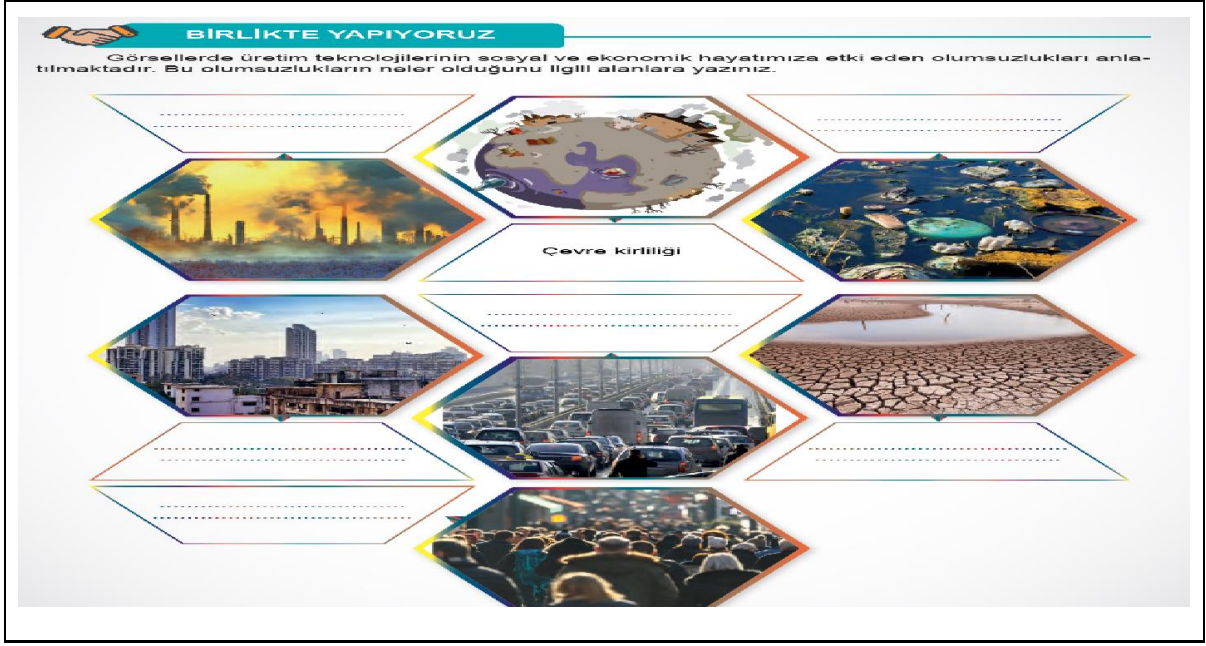 BİRLİKTE YAPIYORUZ
Görsellerde üretim teknolojilerinin sosyal ve ekonomik hayatımıza etki eden olumsuzlukları anla-
tılmaktadır. Bu olumsuzlukların neler olduğunu ilgili alanlara yazınız.
Çevre kirliliği